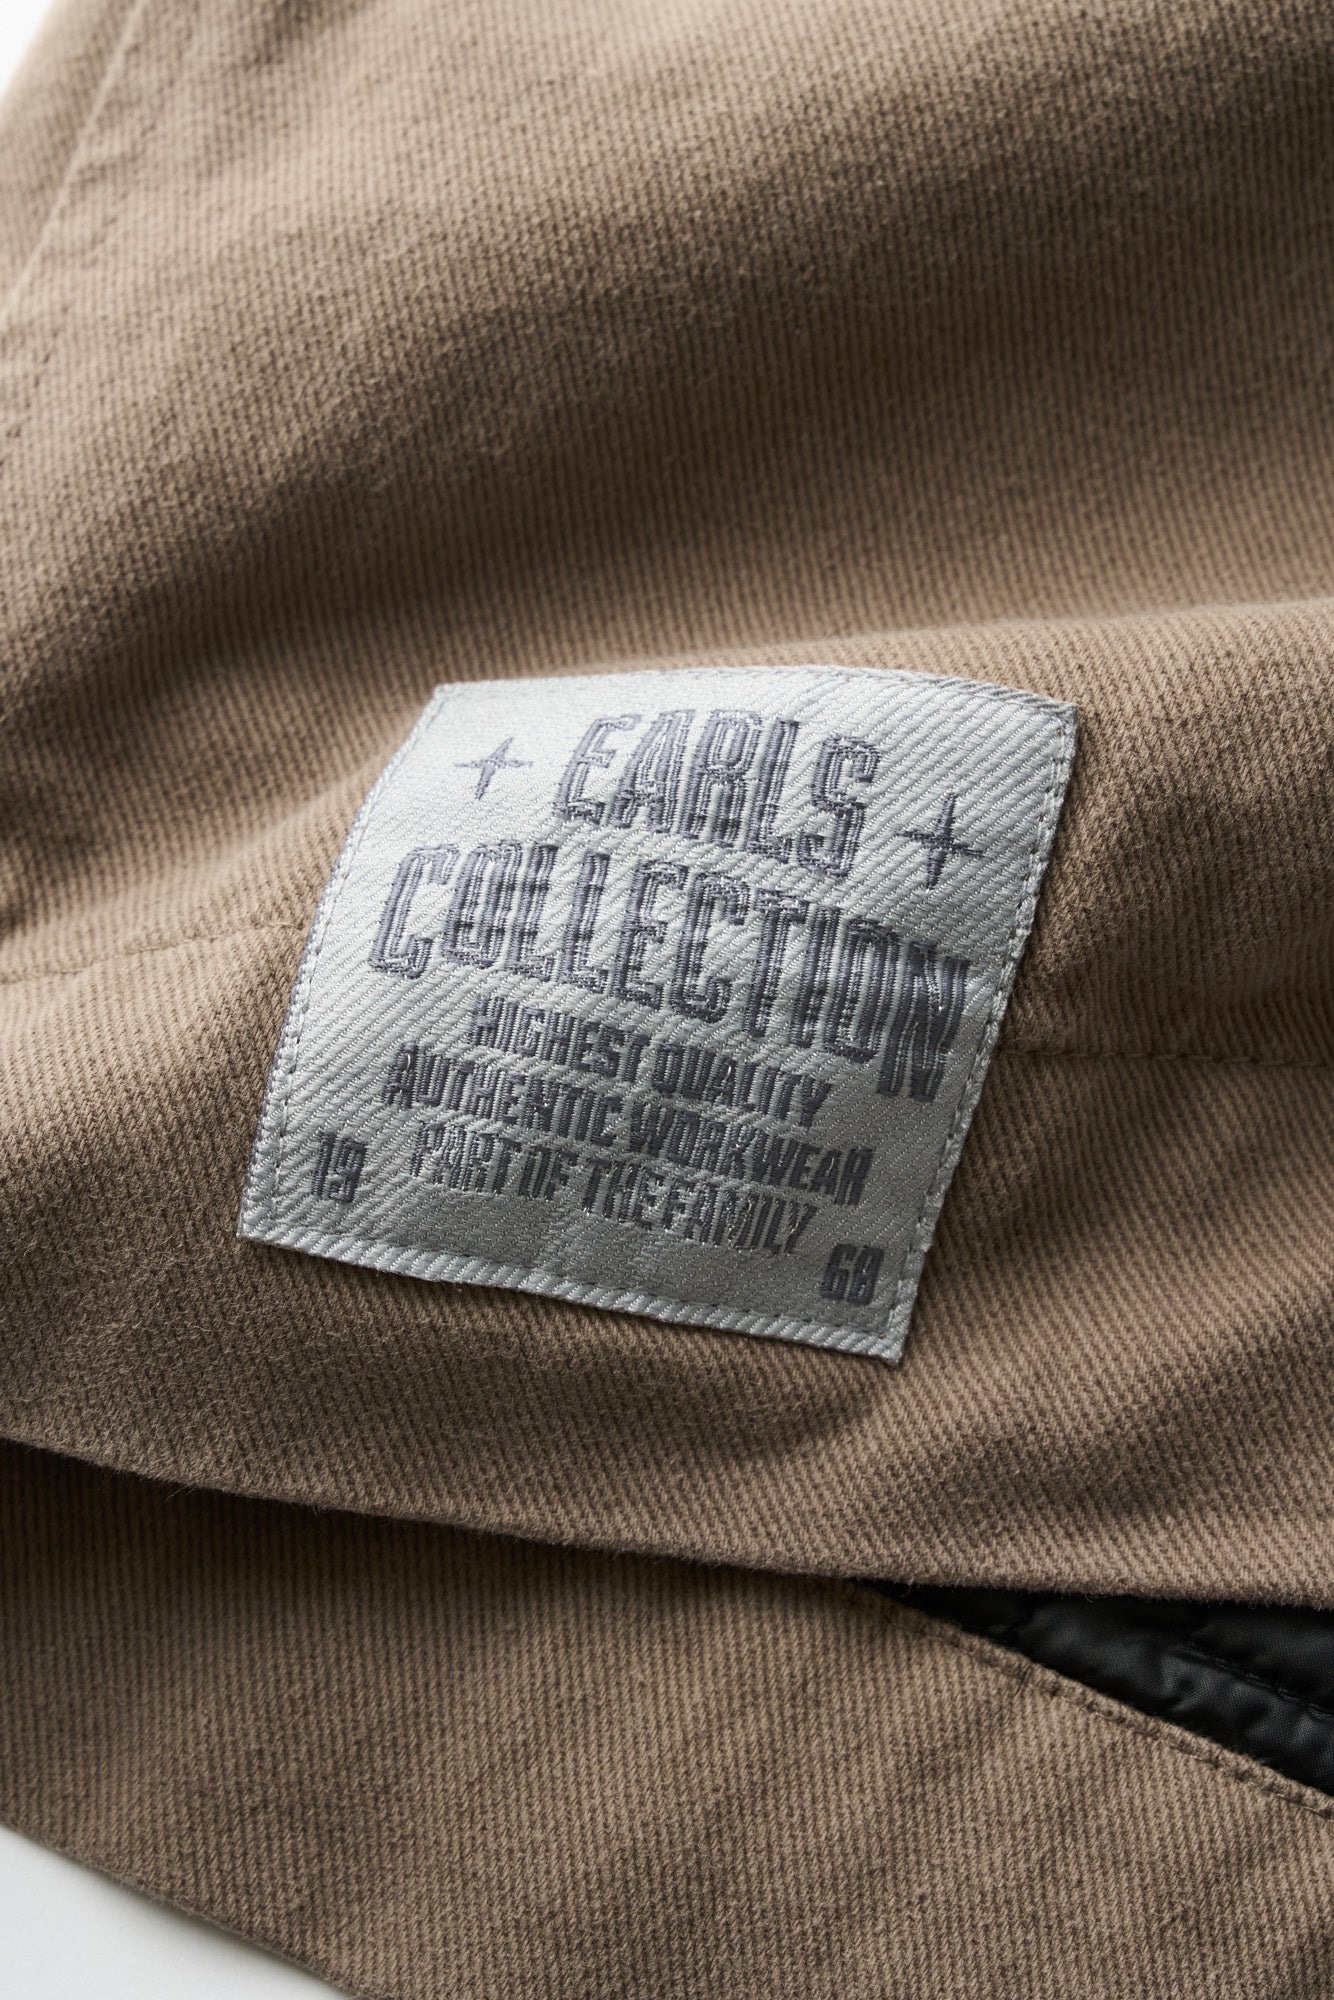 EARLS
COLLECTION
HIGHEST QUALITY
AUTHENTIC WORKWEAR
PART OF THE FAMILY
19 68